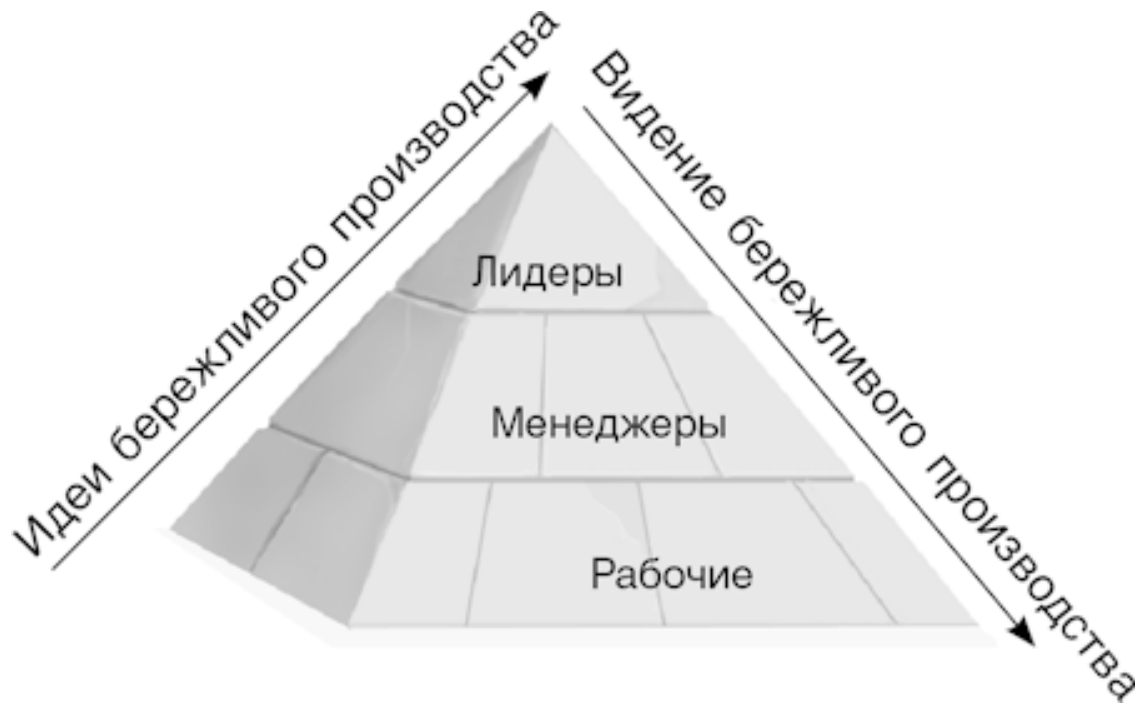 Идеи бережливого производства
Видение бережливого производства
Лидеры
Менеджеры
Рабочие